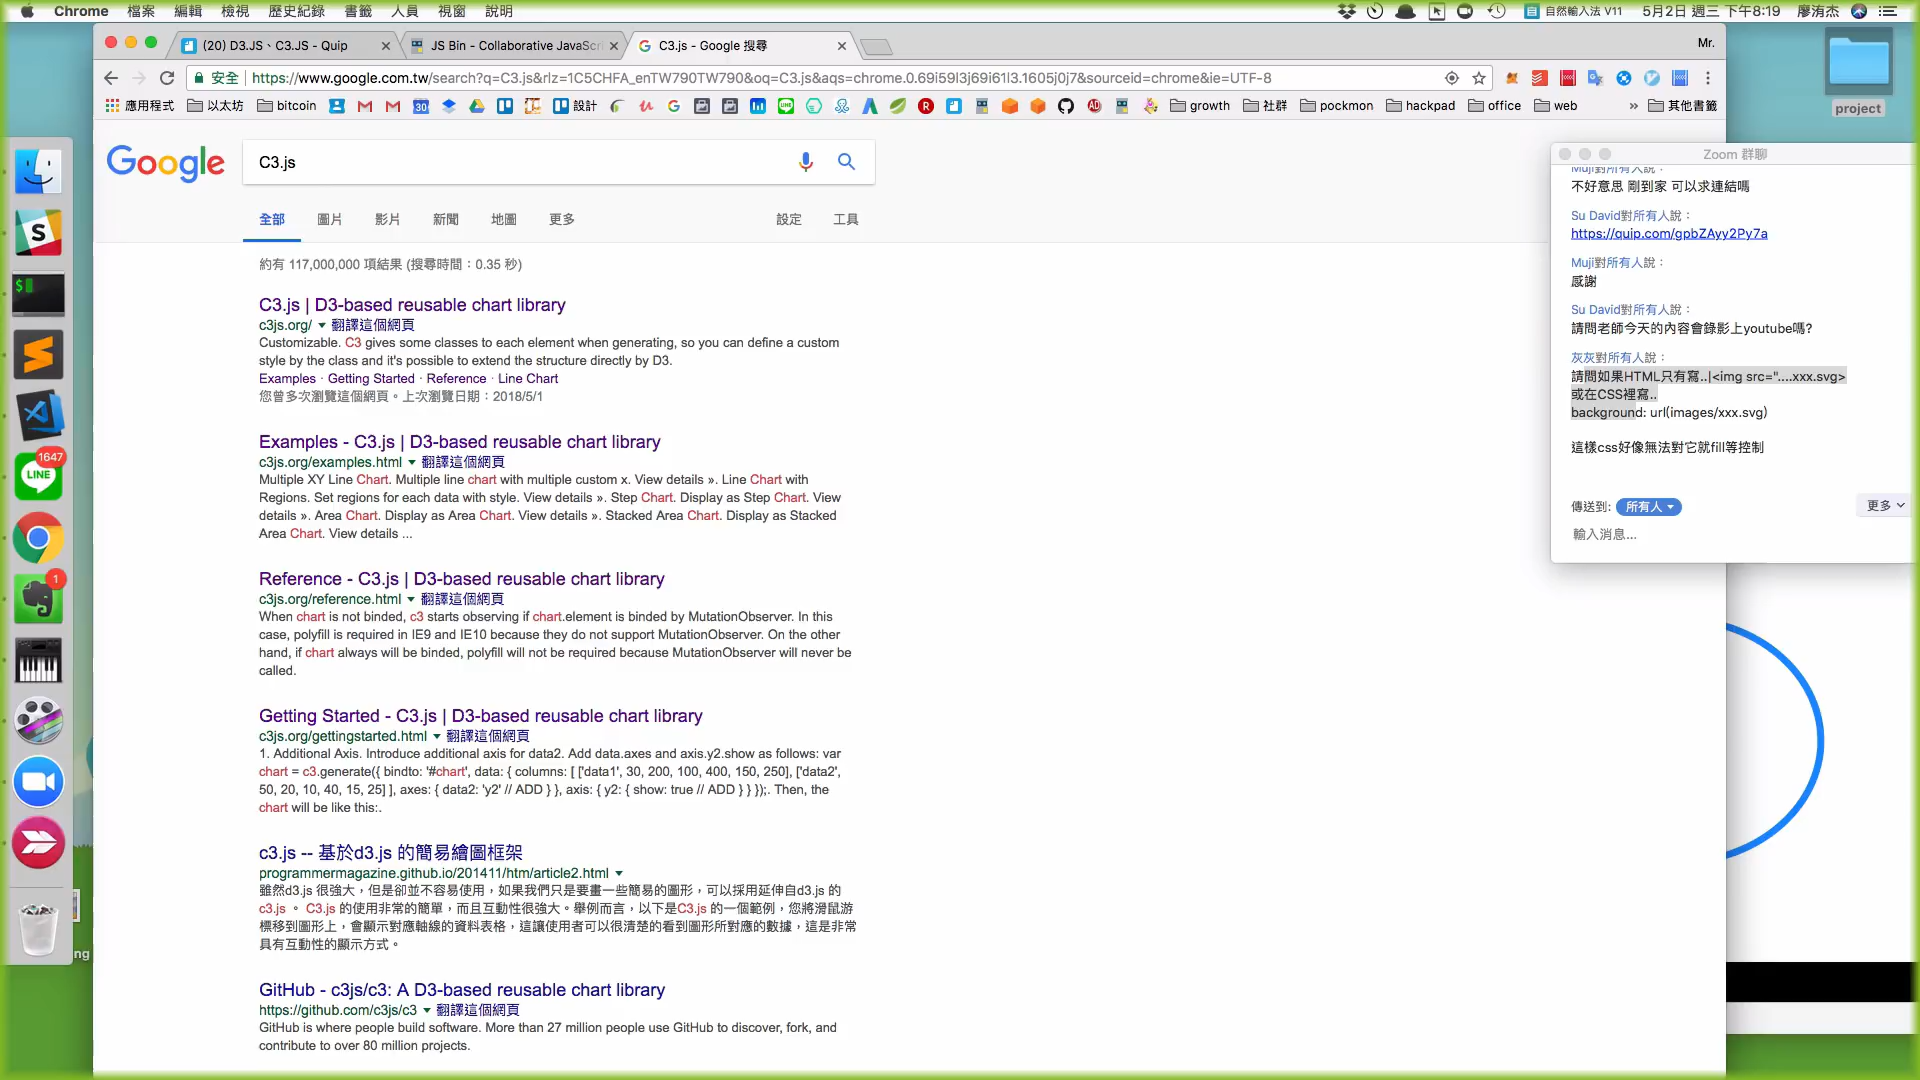 Chrome 檔案 編輯 檢視 歷史紀錄 書籤 人員 視窗 說明
自然輸入法 V11 5月2日 週三 下午8:19 廖洧杰
(20) D3.JS、C3.JS - Quip
JS Bin - Collaborative JavaScri
C3.js - Google 搜尋
Mr.
安全 https://www.google.com.tw/search?q=C3.js&rlz=1C5CHFA_enTW790TW790&oq=C3.js&aqs=chrome.0.69i59l3j69i61l3.1605j0j7&sourceid=chrome&ie=UTF-8
應用程式 以太坊 bitcoin 設計 growth 社群 pockmon hackpad office web » 其他書籤
project
Google
C3.js
全部 圖片 影片 新聞 地圖 更多 設定 工具
約有 117,000,000 項結果 (搜尋時間：0.35 秒)
C3.js | D3-based reusable chart library
c3js.org/ 翻譯這個網頁
Customizable. C3 gives some classes to each element when generating, so you can define a custom
style by the class and it's possible to extend the structure directly by D3.
Examples · Getting Started · Reference · Line Chart
您曾多次瀏覽這個網頁。上次瀏覽日期：2018/5/1
Examples - C3.js | D3-based reusable chart library
c3js.org/examples.html 翻譯這個網頁
Multiple XY Line Chart. Multiple line chart with multiple custom x. View details ». Line Chart with
Regions. Set regions for each data with style. View details ». Step Chart. Display as Step Chart. View
details ». Area Chart. Display as Area Chart. View details ». Stacked Area Chart. Display as Stacked
Area Chart. View details ...
Reference - C3.js | D3-based reusable chart library
c3js.org/reference.html 翻譯這個網頁
When chart is not binded, c3 starts observing if chart.element is binded by MutationObserver. In this
case, polyfill is required in IE9 and IE10 because they do not support MutationObserver. On the other
hand, if chart always will be binded, polyfill will not be required because MutationObserver will never be
called.
Getting Started - C3.js | D3-based reusable chart library
c3js.org/gettingstarted.html 翻譯這個網頁
1. Additional Axis. Introduce additional axis for data2. Add data.axes and axis.y2.show as follows: var
chart = c3.generate({ bindto: '#chart', data: { columns: [ ['data1', 30, 200, 100, 400, 150, 250], ['data2',
50, 20, 10, 40, 15, 25] ], axes: { data2: 'y2' // ADD } }, axis: { y2: { show: true // ADD } } });. Then, the
chart will be like this:.
c3.js -- 基於d3.js 的簡易繪圖框架
programmermagazine.github.io/201411/htm/article2.html
雖然d3.js 很強大，但是卻並不容易使用，如果我們只是要畫一些簡易的圖形，可以採用延伸自d3.js 的
c3.js 。 C3.js 的使用非常的簡單，而且互動性很強大。舉例而言，以下是C3.js 的一個範例，您將滑鼠游
標移到圖形上，會顯示對應軸線的資料表格，這讓使用者可以很清楚的看到圖形所對應的數據，這是非常
具有互動性的顯示方式。
GitHub - c3js/c3: A D3-based reusable chart library
https://github.com/c3js/c3 翻譯這個網頁
GitHub is where people build software. More than 27 million people use GitHub to discover, fork, and
contribute to over 80 million projects.
Zoom 群聊
Muji對所有人說：
不好意思 剛到家 可以求連結嗎
Su David對所有人說：
https://quip.com/gpbZAyy2Py7a
Muji對所有人說：
感謝
Su David對所有人說：
請問老師今天的內容會錄影上youtube嗎?
灰灰對所有人說：
請問如果HTML只有寫..|<img src="....xxx.svg>
或在CSS裡寫..
background: url(images/xxx.svg)
這樣css好像無法對它就fill等控制
傳送到: 所有人 更多
輸入消息...
1647
LINE
1
ng